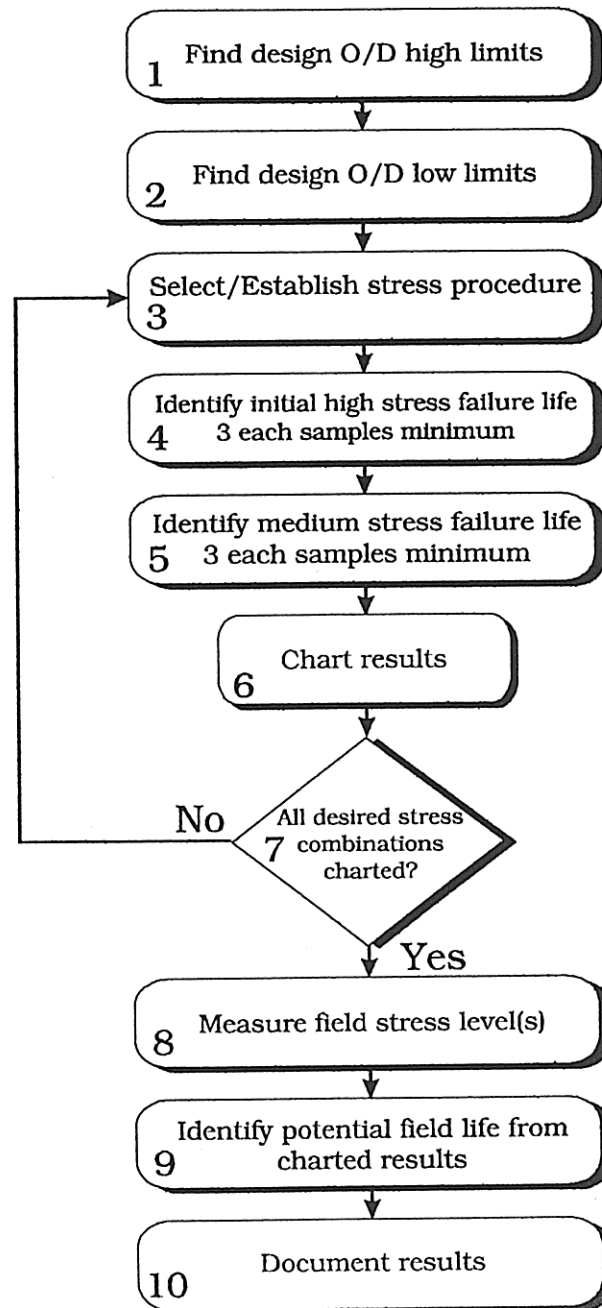 Find design O/D high limits
1
Find design O/D low limits
2
Select/Establish stress procedure
3
Identify initial high stress failure life
4 3 each samples minimum
Identify medium stress failure life
5 3 each samples minimum
Chart results
6
No
All desired stress
7 combinations
charted?
Yes
Measure field stress level(s)
8
Identify potential field life from
9 charted results
Document results
10